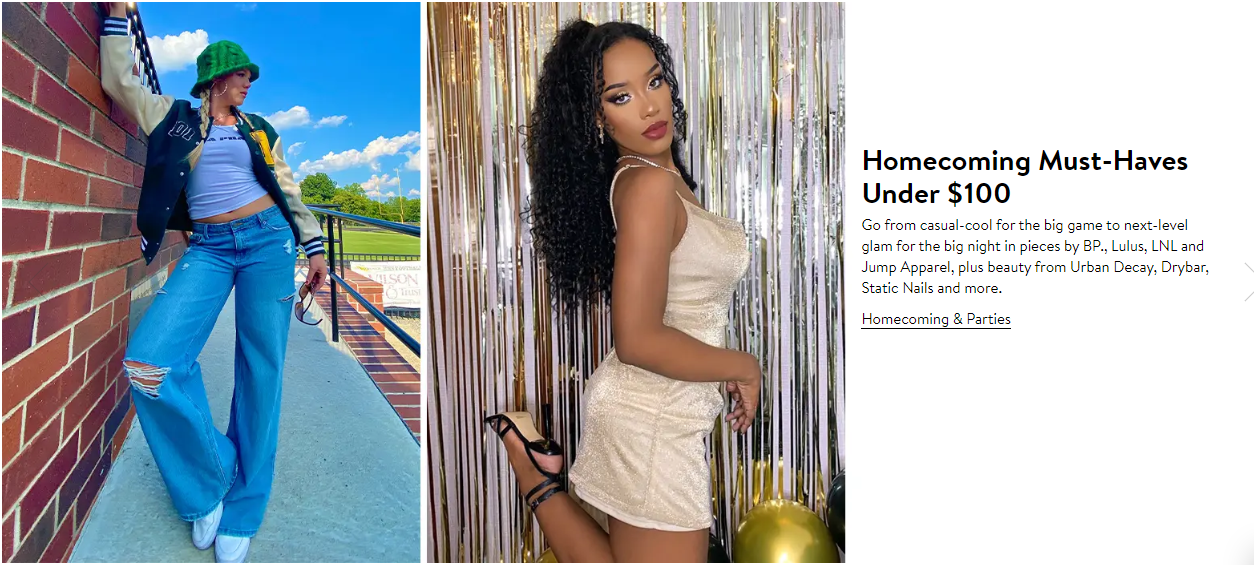 WILSON
Homecoming Must-Haves
Under $100
Go from casual-cool for the big game to next-level
glam for the big night in pieces by BP., Lulus, LNL and
Jump Apparel, plus beauty from Urban Decay, Drybar,
Static Nails and more.
Homecoming & Parties